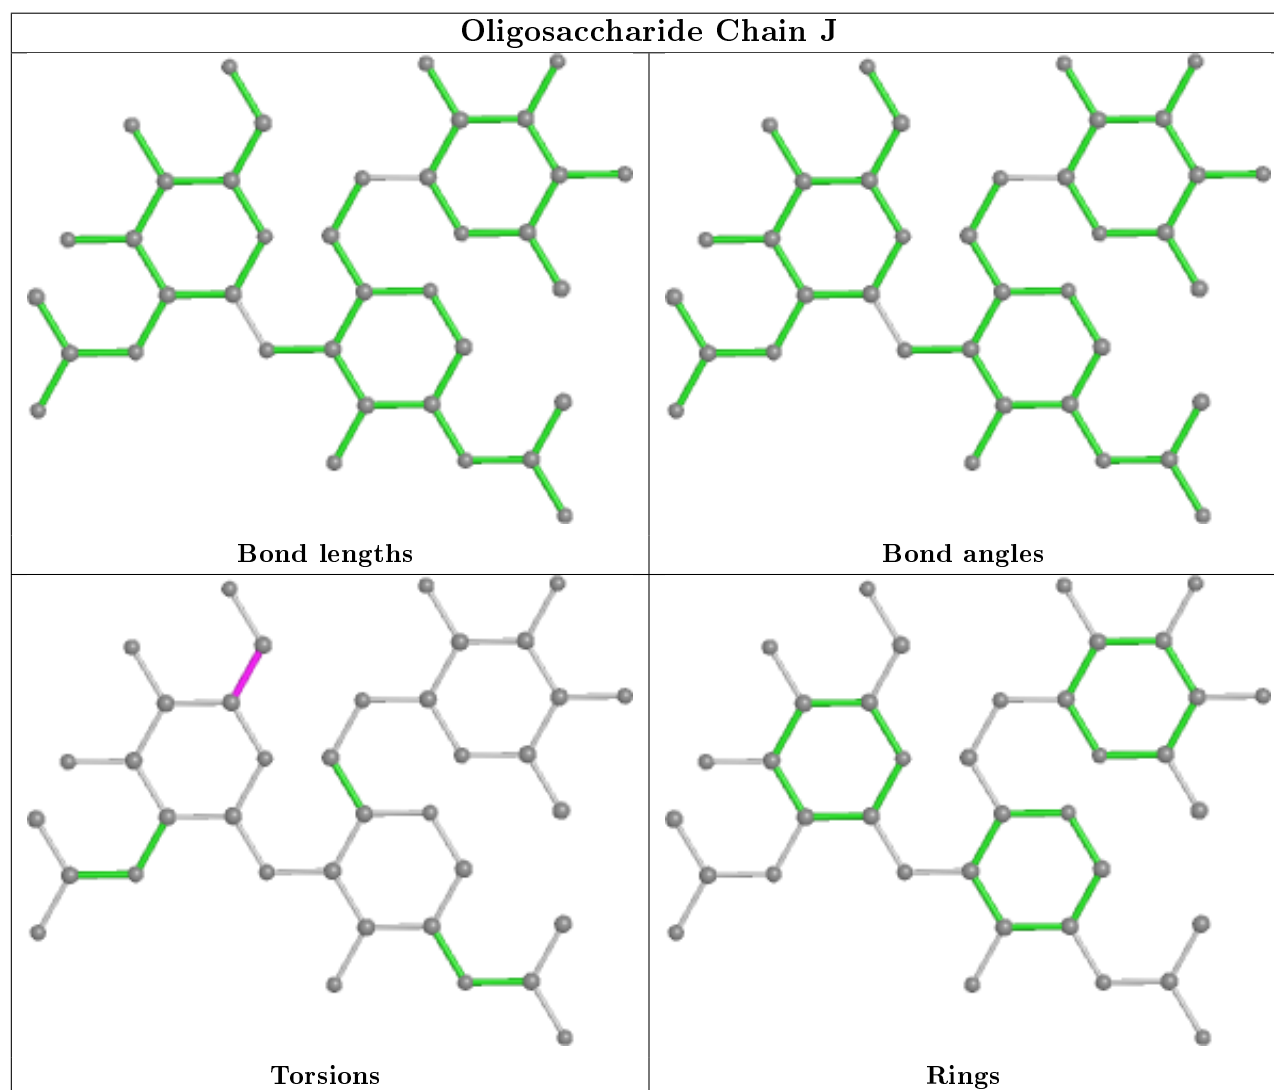 Oligosaccharide Chain J
Bond lengths
Bond angles
Torsions
Rings